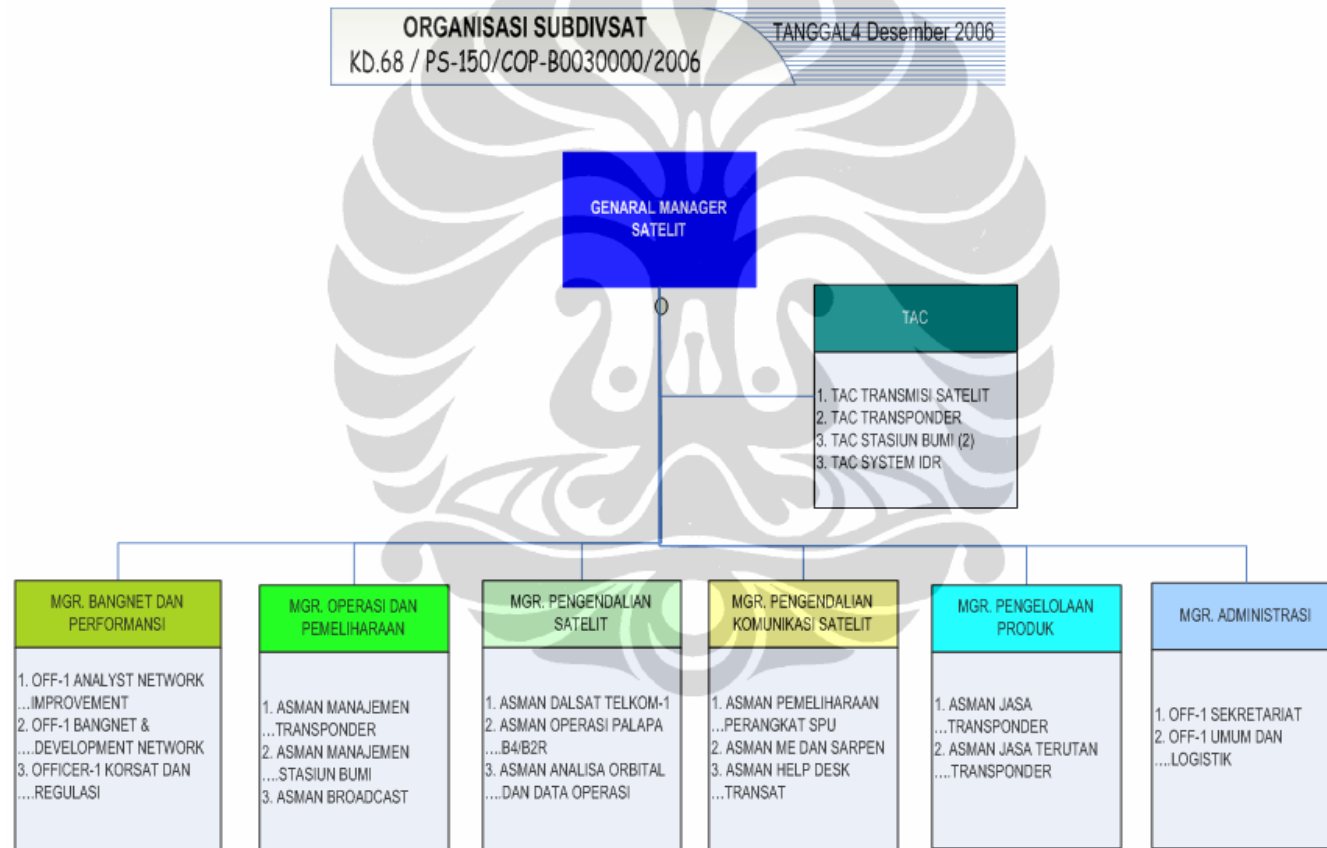 ORGANISASI SUBDIVSAT
KD.68 / PS-150/COP-B0030000/2006
TANGGAL4 Desember 2006
GENARAL MANAGER
SATELIT
TAC
1. TAC TRANSMISI SATELIT
2. TAC TRANSPONDER
3. TAC STASIUN BUMI (2)
3. TAC SYSTEM IDR
MGR. BANGNET DAN
PERFORMANSI
1. OFF-1 ANALYST NETWORK
...IMPROVEMENT
2. OFF-1 BANGNET &
....DEVELOPMENT NETWORK
3. OFFICER-1 KORSAT DAN
....REGULASI
MGR. OPERASI DAN
PEMELIHARAAN
1. ASMAN MANAJEMEN
...TRANSPONDER
2. ASMAN MANAJEMEN
....STASIUN BUMI
3. ASMAN BROADCAST
MGR. PENGENDALIAN
SATELIT
1. ASMAN DALSAT TELKOM-1
2. ASMAN OPERASI PALAPA
....B4/B2R
3. ASMAN ANALISA ORBITAL
....DAN DATA OPERASI
MGR. PENGENDALIAN
KOMUNIKASI SATELIT
1. ASMAN PEMELIHARAAN
...PERANGKAT SPU
2. ASMAN ME DAN SARPEN
3. ASMAN HELP DESK
...TRANSAT
MGR. PENGELOLAAN
PRODUK
1. ASMAN JASA
...TRANSPONDER
2. ASMAN JASA TERUTAN
....TRANSPONDER
MGR. ADMINISTRASI
1. OFF-1 SEKRETARIAT
2. OFF-1 UMUM DAN
....LOGISTIK